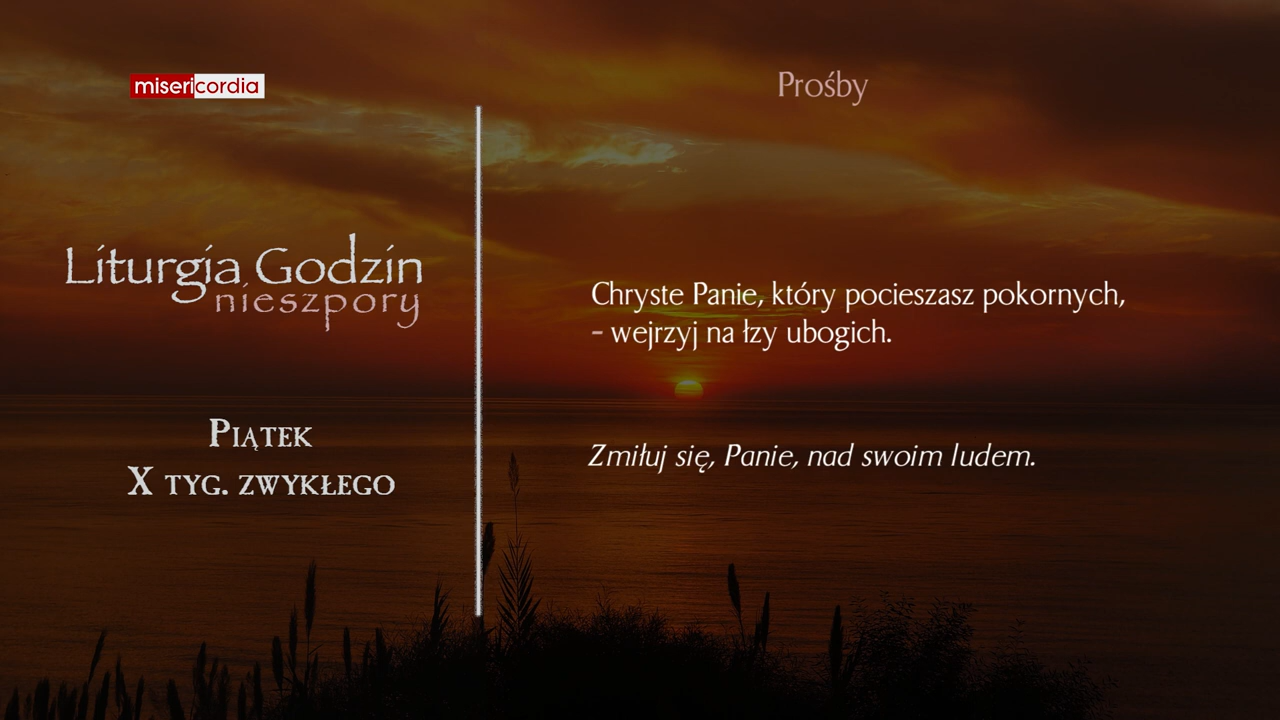 misericordia
Prośby
Liturgia Godzin
nieszpory
Chryste Panie, który pocieszasz pokornych,
– wejrzyj na łzy ubogich.
Piątek
X tyg. zwykłego
Zmiłuj się, Panie, nad swoim ludem.